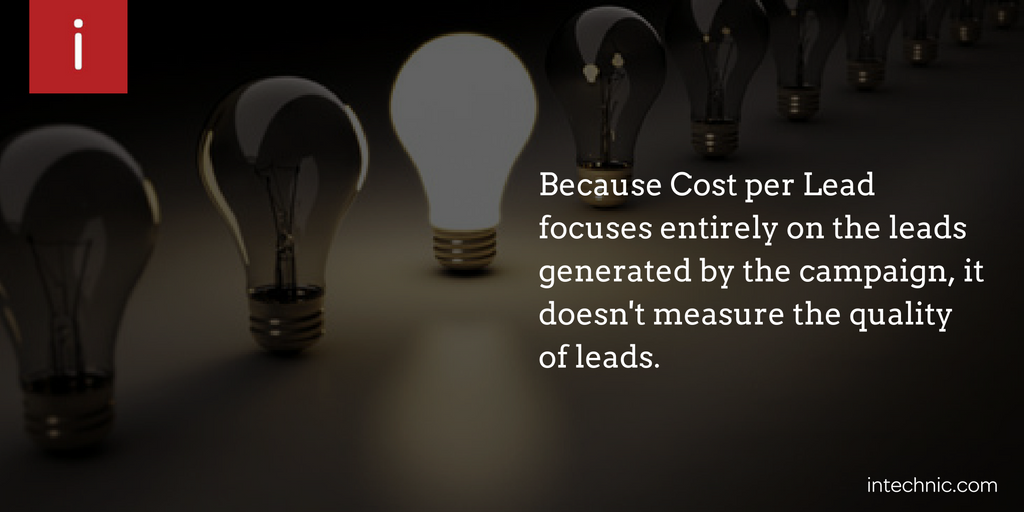 i
Because Cost per Lead
focuses entirely on the leads
generated by the campaign, it
doesn't measure the quality
of leads.
intechnic.com